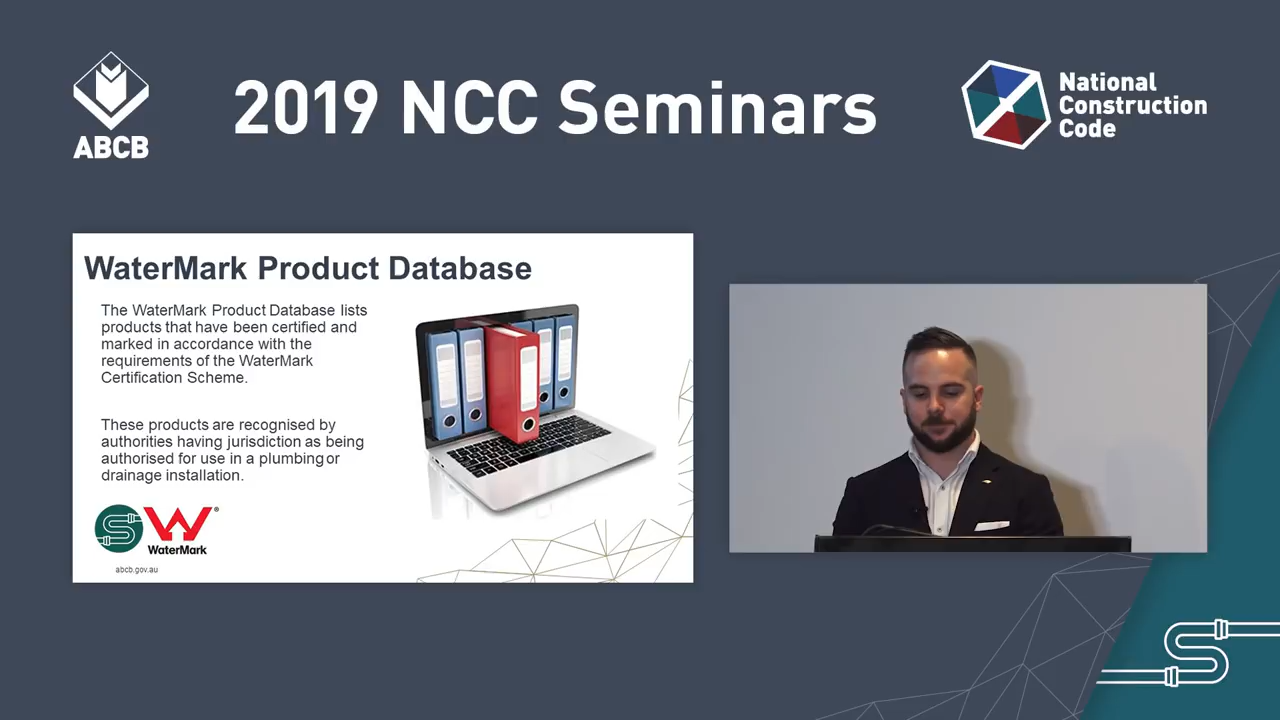 ABCB
2019 NCC Seminars
National
Construction
Code
WaterMark Product Database
The WaterMark Product Database lists
products that have been certified and
marked in accordance with the
requirements of the WaterMark
Certification Scheme.
These products are recognised by
authorities having jurisdiction as being
authorised for use in a plumbing or
drainage installation.
WaterMark
®
abcb.gov.au